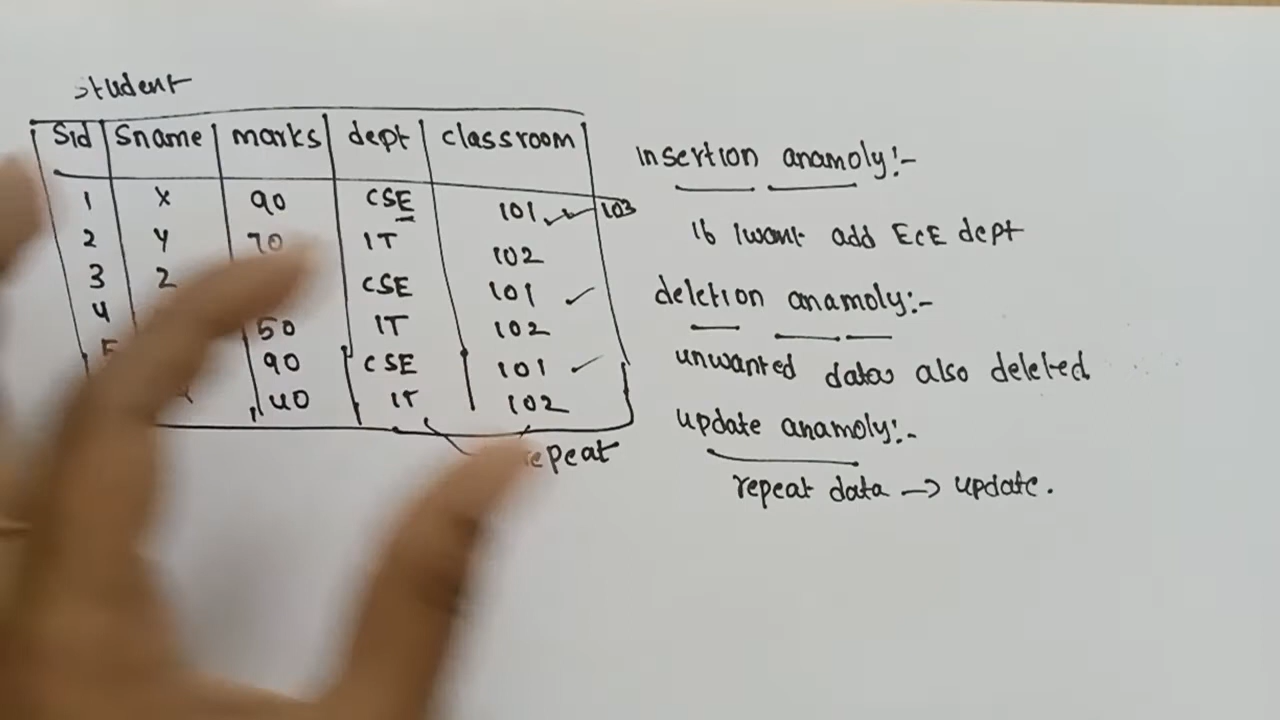 student
Sid Sname marks dept classroom
1 X 90 CSE 101 103
2 Y 70 IT 102
3 Z CSE 101
4 50 IT 102
90 CSE 101
40 IT 102
repeat
insertion anamoly:-
if I want add ECE dept
deletion anamoly:-
unwanted data also deleted
update anamoly:-
repeat data → update.